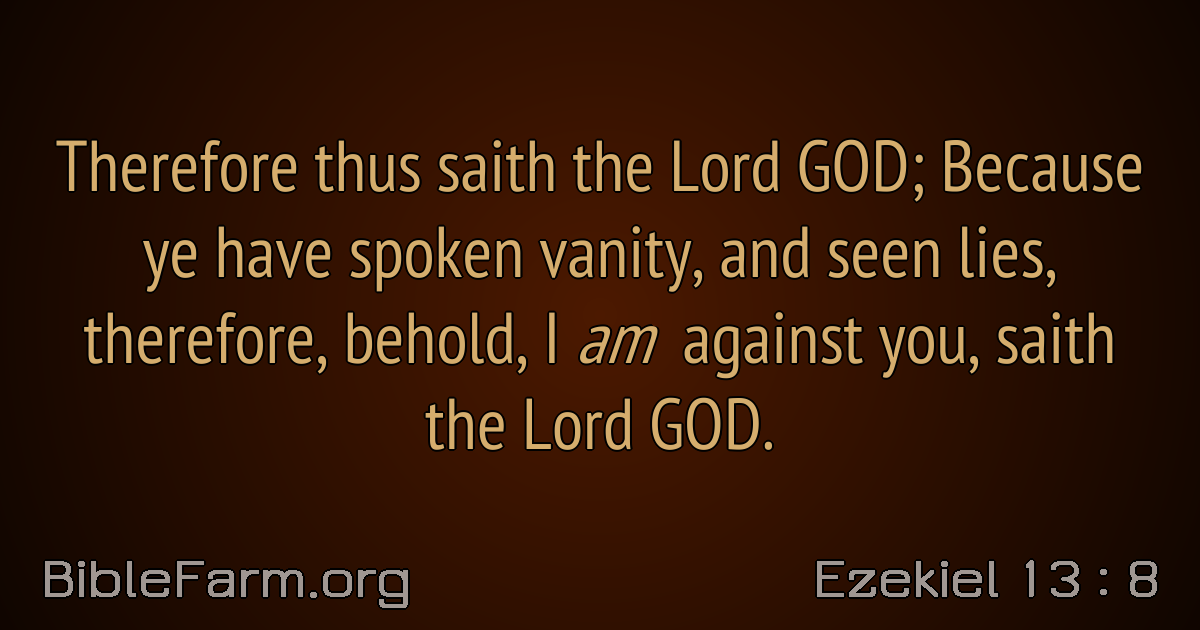 Therefore thus saith the Lord GOD; Because
ye have spoken vanity, and seen lies,
therefore, behold, I am against you, saith
the Lord GOD.
BibleFarm.org
Ezekiel 13 : 8